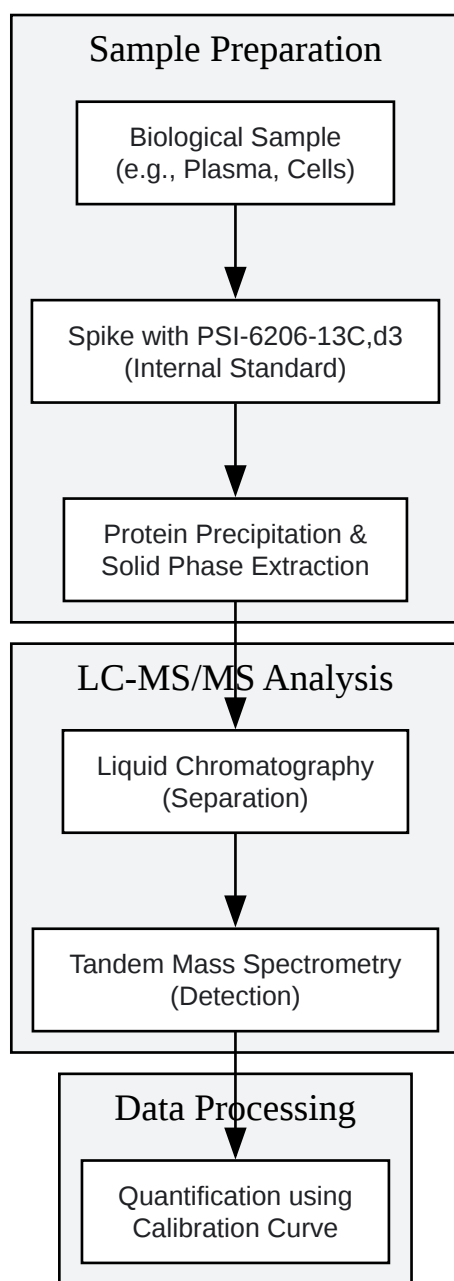 Sample Preparation
Biological Sample
(e.g., Plasma, Cells)
Spike with PSI-6206-13C,d3
(Internal Standard)
Protein Precipitation &
Solid Phase Extraction
LC-MS/MS Analysis
Liquid Chromatography
(Separation)
Tandem Mass Spectrometry
(Detection)
Data Processing
Quantification using
Calibration Curve